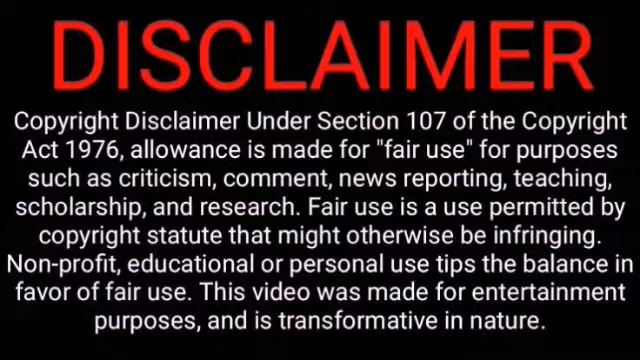 DISCLAIMER
Copyright Disclaimer Under Section 107 of the Copyright
Act 1976, allowance is made for "fair use" for purposes
such as criticism, comment, news reporting, teaching,
scholarship, and research. Fair use is a use permitted by
copyright statute that might otherwise be infringing.
Non-profit, educational or personal use tips the balance in
favor of fair use. This video was made for entertainment
purposes, and is transformative in nature.